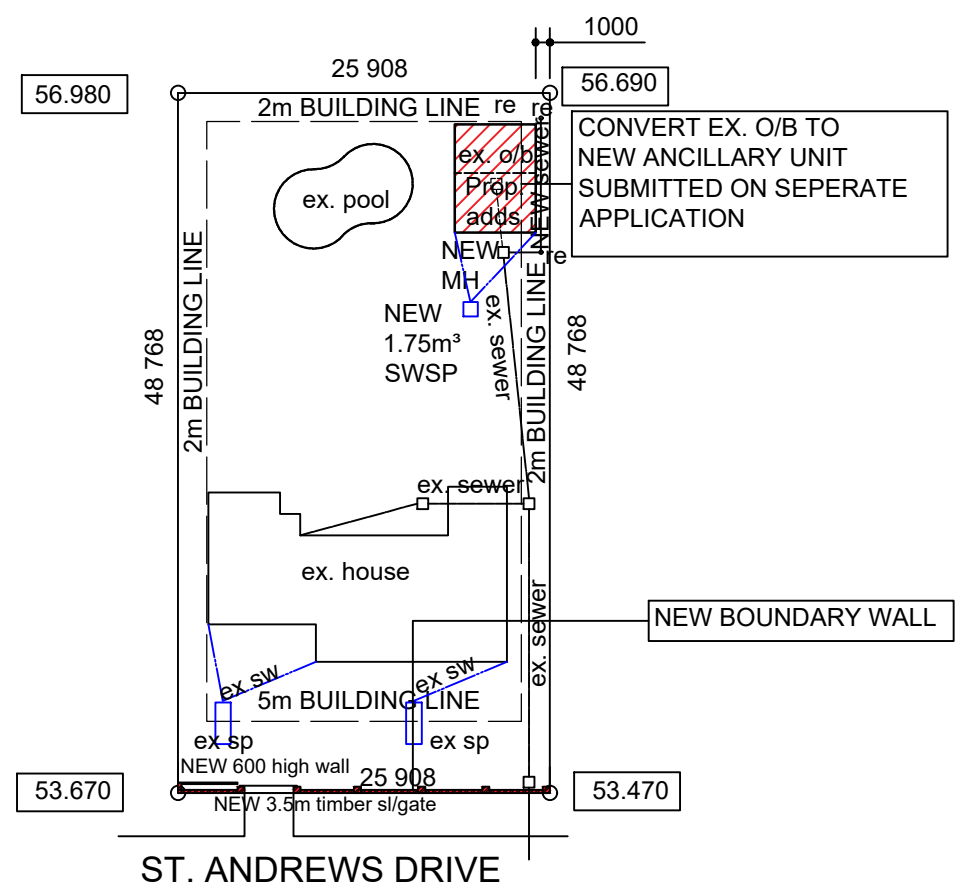 1000
25 908
56.980
56.690
2m BUILDING LINE
re
re
CONVERT EX. O/B TO
NEW ANCILLARY UNIT
SUBMITTED ON SEPERATE
APPLICATION
ex. o/b
Prop.
adds
NEW sewer
ex. pool
NEW
MH
re
NEW
1.75m³
SWSP
ex. sewer
2m BUILDING LINE
2m BUILDING LINE
48 768
48 768
ex. sewer
ex. house
ex. sewer
NEW BOUNDARY WALL
ex sw
ex sw
5m BUILDING LINE
ex sp
ex sp
NEW 600 high wall
25 908
53.670
53.470
NEW 3.5m timber sl/gate
ST. ANDREWS DRIVE